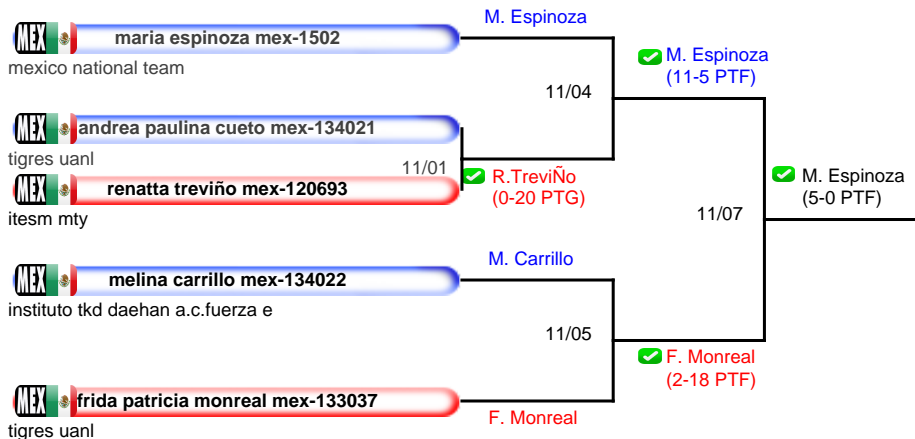 M. Espinoza
MEX maria espinoza mex-1502
mexico national team
M. Espinoza
(11-5 PTF)
11/04
MEX andrea paulina cueto mex-134021
tigres uanl
11/01
R.TreviÑo
(0-20 PTG)
MEX renatta treviño mex-120693
itesm mty
M. Espinoza
(5-0 PTF)
11/07
M. Carrillo
MEX melina carrillo mex-134022
instituto tkd daehan a.c.fuerza e
11/05
F. Monreal
(2-18 PTF)
MEX frida patricia monreal mex-133037
F. Monreal
tigres uanl